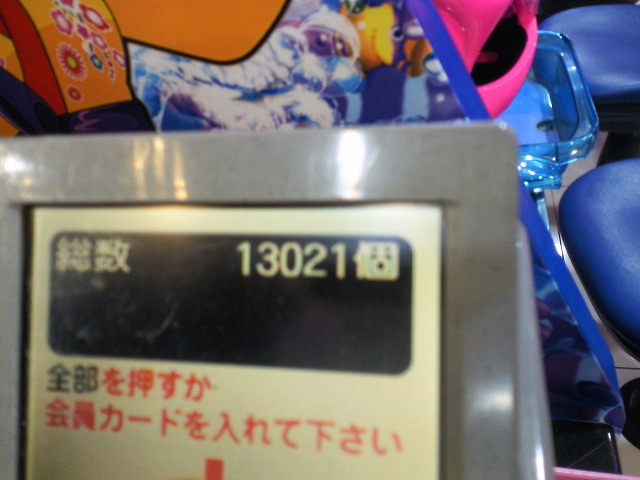 総数 13021個
全部を押すか
会員カードを入れて下さい